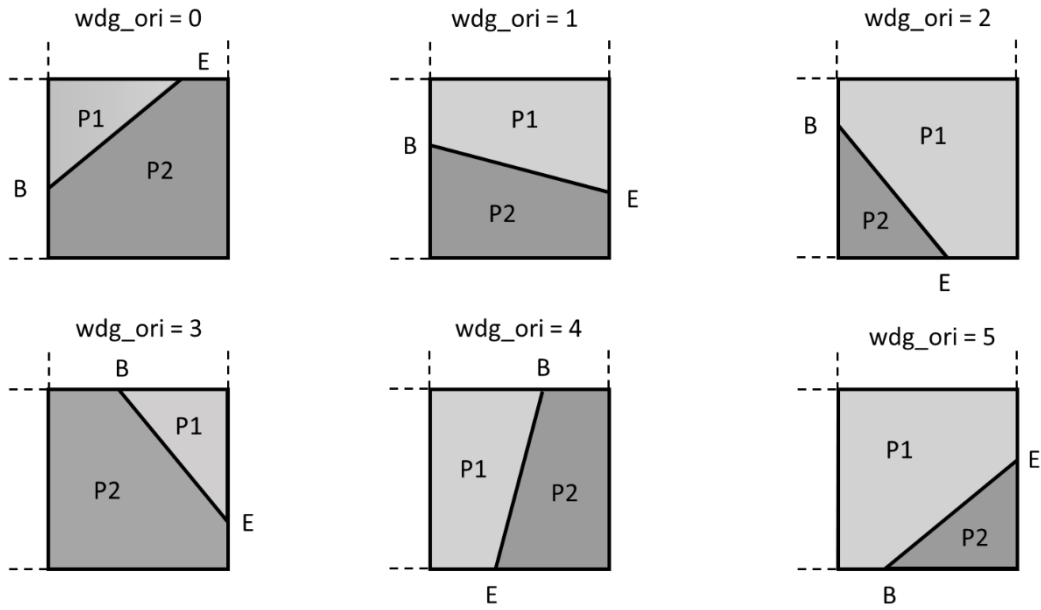 wdg_ori = 0
wdg_ori = 1
wdg_ori = 2
E
P1
P2
B
P1
B
P2
E
B
P1
P2
E
wdg_ori = 3
wdg_ori = 4
wdg_ori = 5
B
P1
P2
E
B
P1
P2
E
P1
E
P2
B